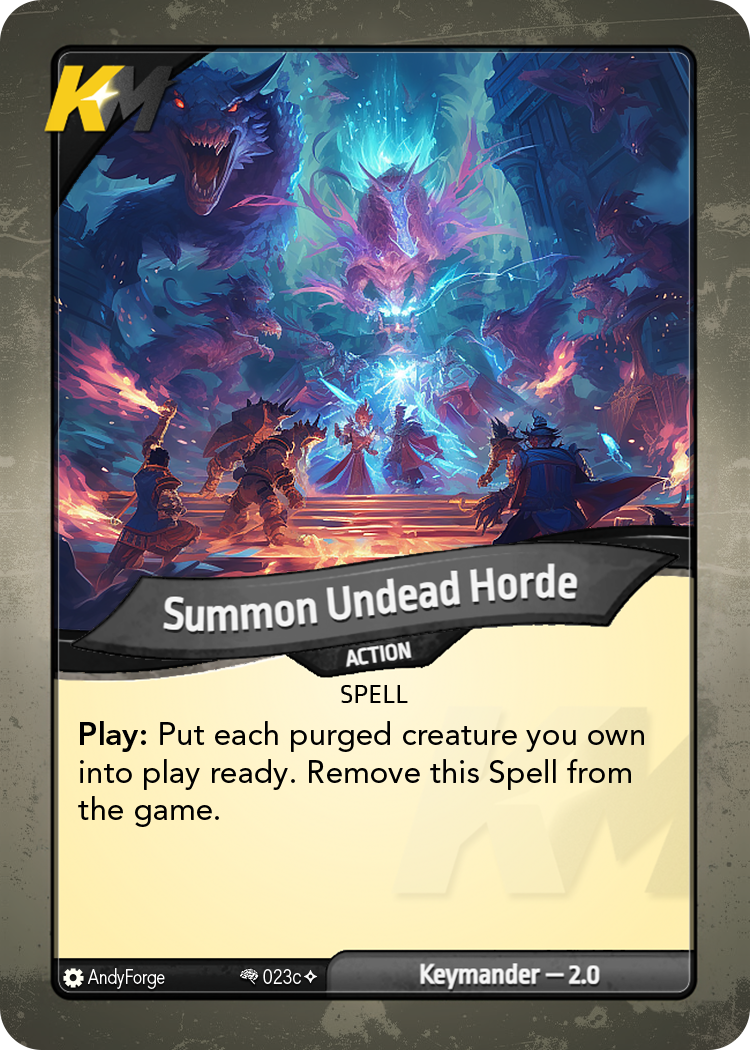 KM
Summon Undead Horde
ACTION
SPELL
Play: Put each purged creature you own
into play ready. Remove this Spell from
the game.
KM
AndyForge
023c
Keymander — 2.0